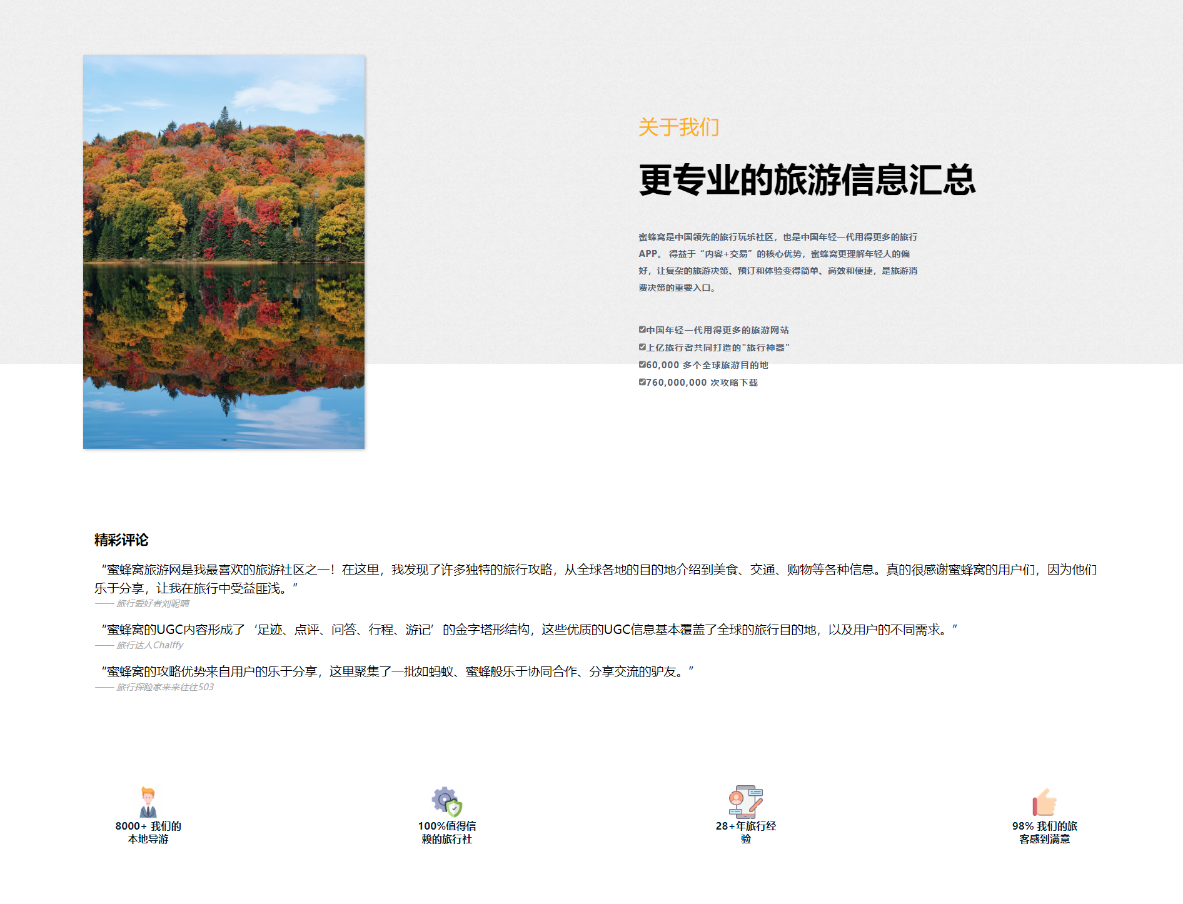 关于我们
更专业的旅游信息汇总
蜜蜂窝是中国领先的旅行玩乐社区，也是中国年轻一代用得更多的旅行
APP。 得益于“内容+交易”的核心优势，蜜蜂窝更理解年轻人的偏
好，让复杂的旅游决策、预订和体验变得简单、高效和便捷，是旅游消
费决策的重要入口。
☑中国年轻一代用得更多的旅游网站
☑上亿旅行者共同打造的“旅行神器”
☑60,000 多个全球旅游目的地
☑760,000,000 次攻略下载
精彩评论
“蜜蜂窝旅游网是我最喜欢的旅游社区之一！在这里，我发现了许多独特的旅行攻略，从全球各地的目的地介绍到美食、交通、购物等各种信息。真的很感谢蜜蜂窝的用户们，因为他们
乐于分享，让我在旅行中受益匪浅。”
—— 旅行爱好者刘聪嘀
“蜜蜂窝的UGC内容形成了‘足迹、点评、问答、行程、游记’的金字塔形结构，这些优质的UGC信息基本覆盖了全球的旅行目的地，以及用户的不同需求。”
—— 旅行达人Chalffy
“蜜蜂窝的攻略优势来自用户的乐于分享，这里聚集了一批如蚂蚁、蜜蜂般乐于协同合作、分享交流的驴友。”
—— 旅行探险家来来往往503
8000+ 我们的
本地导游
100%值得信
赖的旅行社
28+年旅行经
验
98% 我们的旅
客感到满意